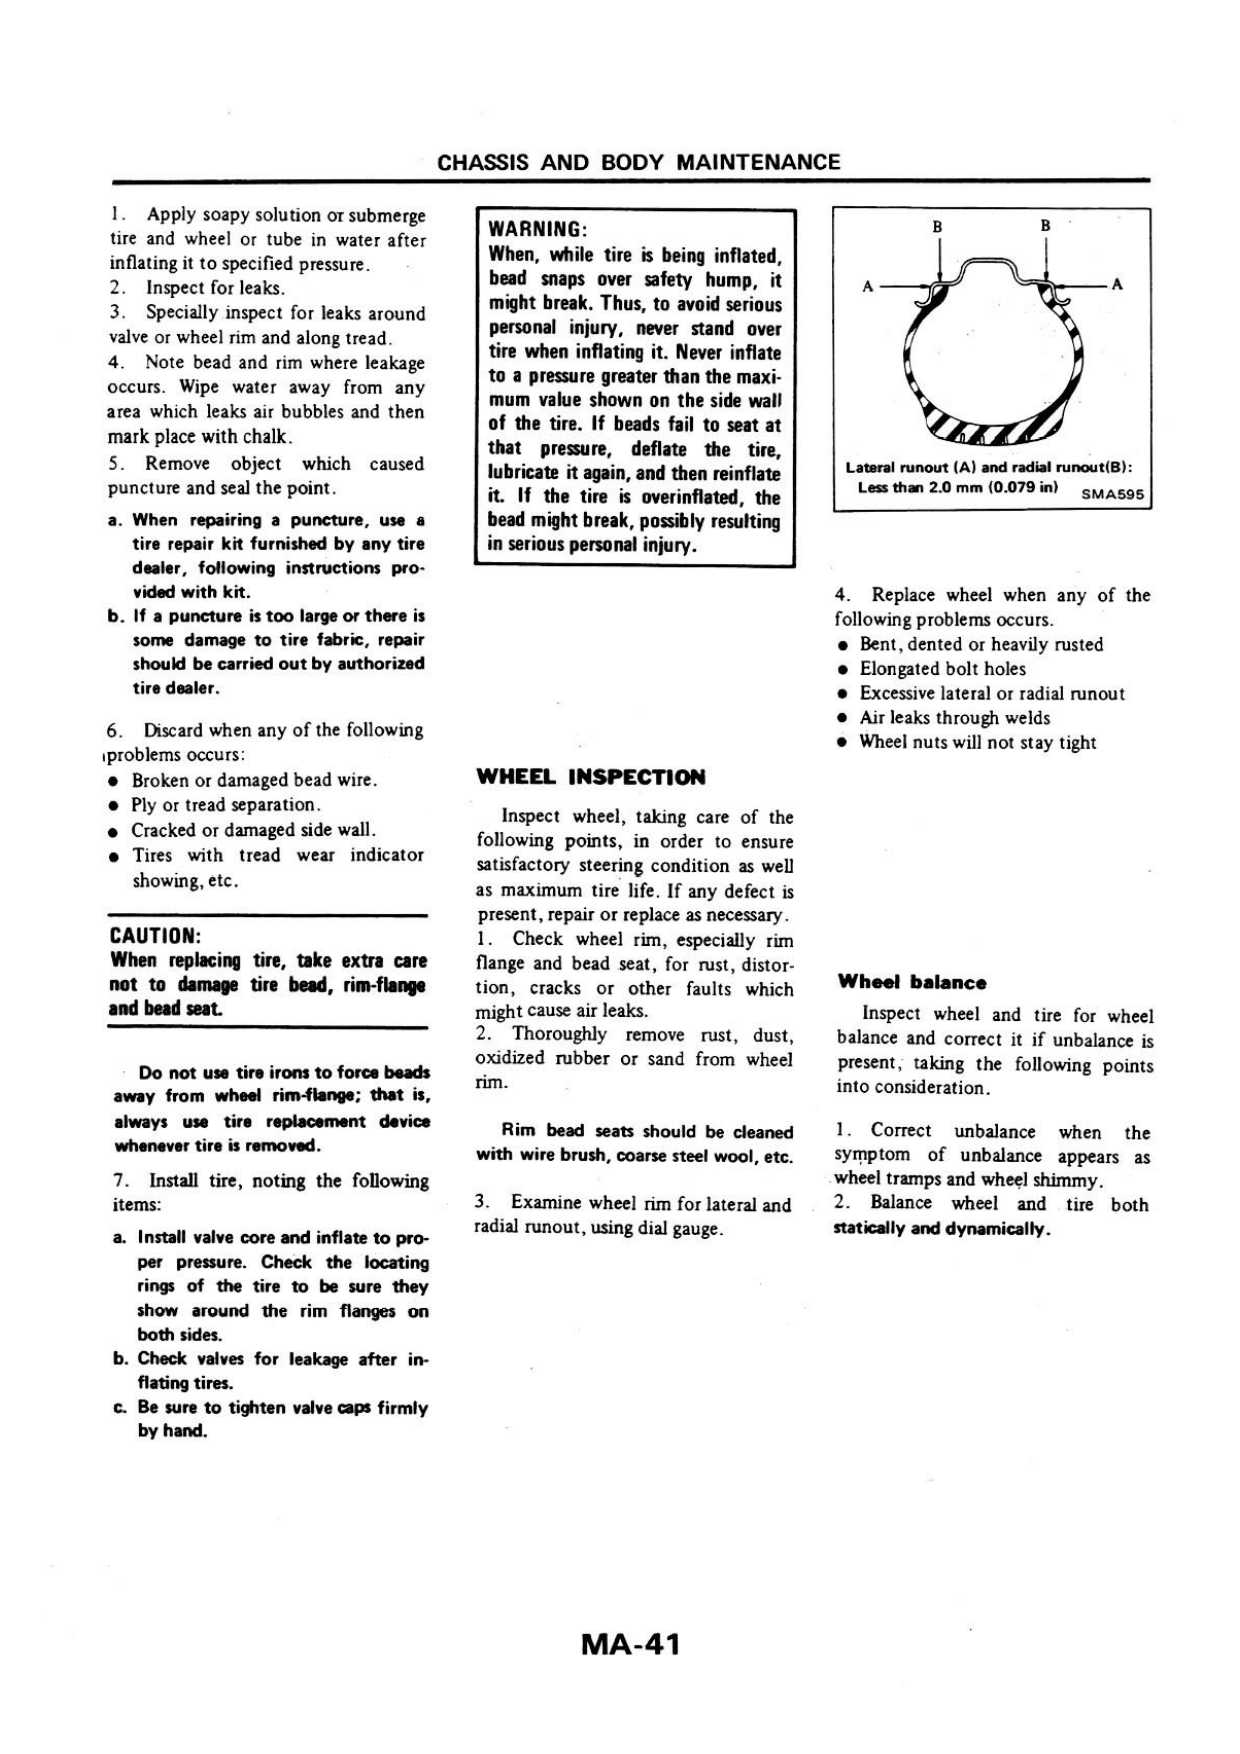 CHASSIS AND BODY MAINTENANCE
1. Apply soapy solution or submerge
tire and wheel or tube in water after
inflating it to specified pressure.
2. Inspect for leaks.
3. Specially inspect for leaks around
valve or wheel rim and along tread.
4. Note bead and rim where leakage
occurs. Wipe water away from any
area which leaks air bubbles and then
mark place with chalk.
5. Remove object which caused
puncture and seal the point.
a. When repairing a puncture, use a
tire repair kit furnished by any tire
dealer, following instructions pro-
vided with kit.
b. If a puncture is too large or there is
some damage to tire fabric, repair
should be carried out by authorized
tire dealer.
6. Discard when any of the following
problems occurs:
● Broken or damaged bead wire.
● Ply or tread separation.
● Cracked or damaged side wall.
● Tires with tread wear indicator
showing, etc.
CAUTION:
When replacing tire, take extra care
not to damage tire bead, rim-flange
and bead seat.
Do not use tire irons to force beads
away from wheel rim-flange; that is,
always use tire replacement device
whenever tire is removed.
7. Install tire, noting the following
items:
a. Install valve core and inflate to pro-
per pressure. Check the locating
rings of the tire to be sure they
show around the rim flanges on
both sides.
b. Check valves for leakage after in-
flating tires.
c. Be sure to tighten valve caps firmly
by hand.
WARNING:
When, while tire is being inflated,
bead snaps over safety hump, it
might break. Thus, to avoid serious
personal injury, never stand over
tire when inflating it. Never inflate
to a pressure greater than the maxi-
mum value shown on the side wall
of the tire. If beads fail to seat at
that pressure, deflate the tire,
lubricate it again, and then reinflate
it. If the tire is overinflated, the
bead might break, possibly resulting
in serious personal injury.
WHEEL INSPECTION
Inspect wheel, taking care of the
following points, in order to ensure
satisfactory steering condition as well
as maximum tire life. If any defect is
present, repair or replace as necessary.
1. Check wheel rim, especially rim
flange and bead seat, for rust, distor-
tion, cracks or other faults which
might cause air leaks.
2. Thoroughly remove rust, dust,
oxidized rubber or sand from wheel
rim.
Rim bead seats should be cleaned
with wire brush, coarse steel wool, etc.
3. Examine wheel rim for lateral and
radial runout, using dial gauge.
B B
A A
Lateral runout (A) and radial runout(B):
Less than 2.0 mm (0.079 in)
SMA595
4. Replace wheel when any of the
following problems occurs.
● Bent, dented or heavily rusted
● Elongated bolt holes
● Excessive lateral or radial runout
● Air leaks through welds
● Wheel nuts will not stay tight
Wheel balance
Inspect wheel and tire for wheel
balance and correct it if unbalance is
present, taking the following points
into consideration.
1. Correct unbalance when the
symptom of unbalance appears as
wheel tramps and wheel shimmy.
2. Balance wheel and tire both
statically and dynamically.
MA-41